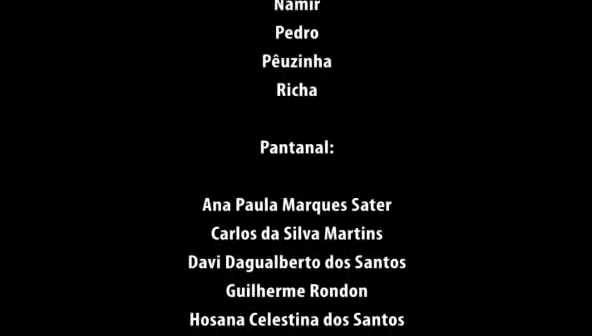 Namir
Pedro
Pêuzinha
Richa
Pantanal:
Ana Paula Marques Sater
Carlos da Silva Martins
Davi Dagualberto dos Santos
Guilherme Rondon
Hosana Celestina dos Santos